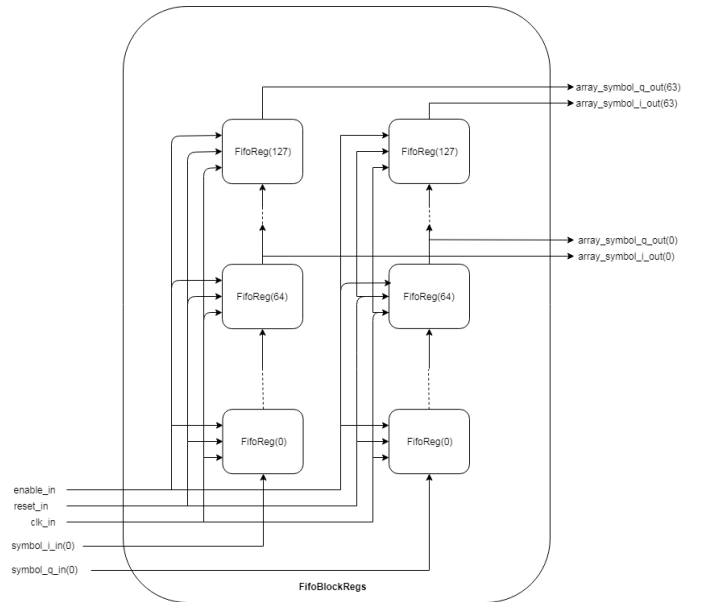 array_symbol_q_out(63)
array_symbol_i_out(63)
FifoReg(127)
FifoReg(127)
array_symbol_q_out(0)
array_symbol_i_out(0)
FifoReg(64)
FifoReg(64)
FifoReg(0)
FifoReg(0)
enable_in
reset_in
clk_in
symbol_i_in(0)
symbol_q_in(0)
FifoBlockRegs